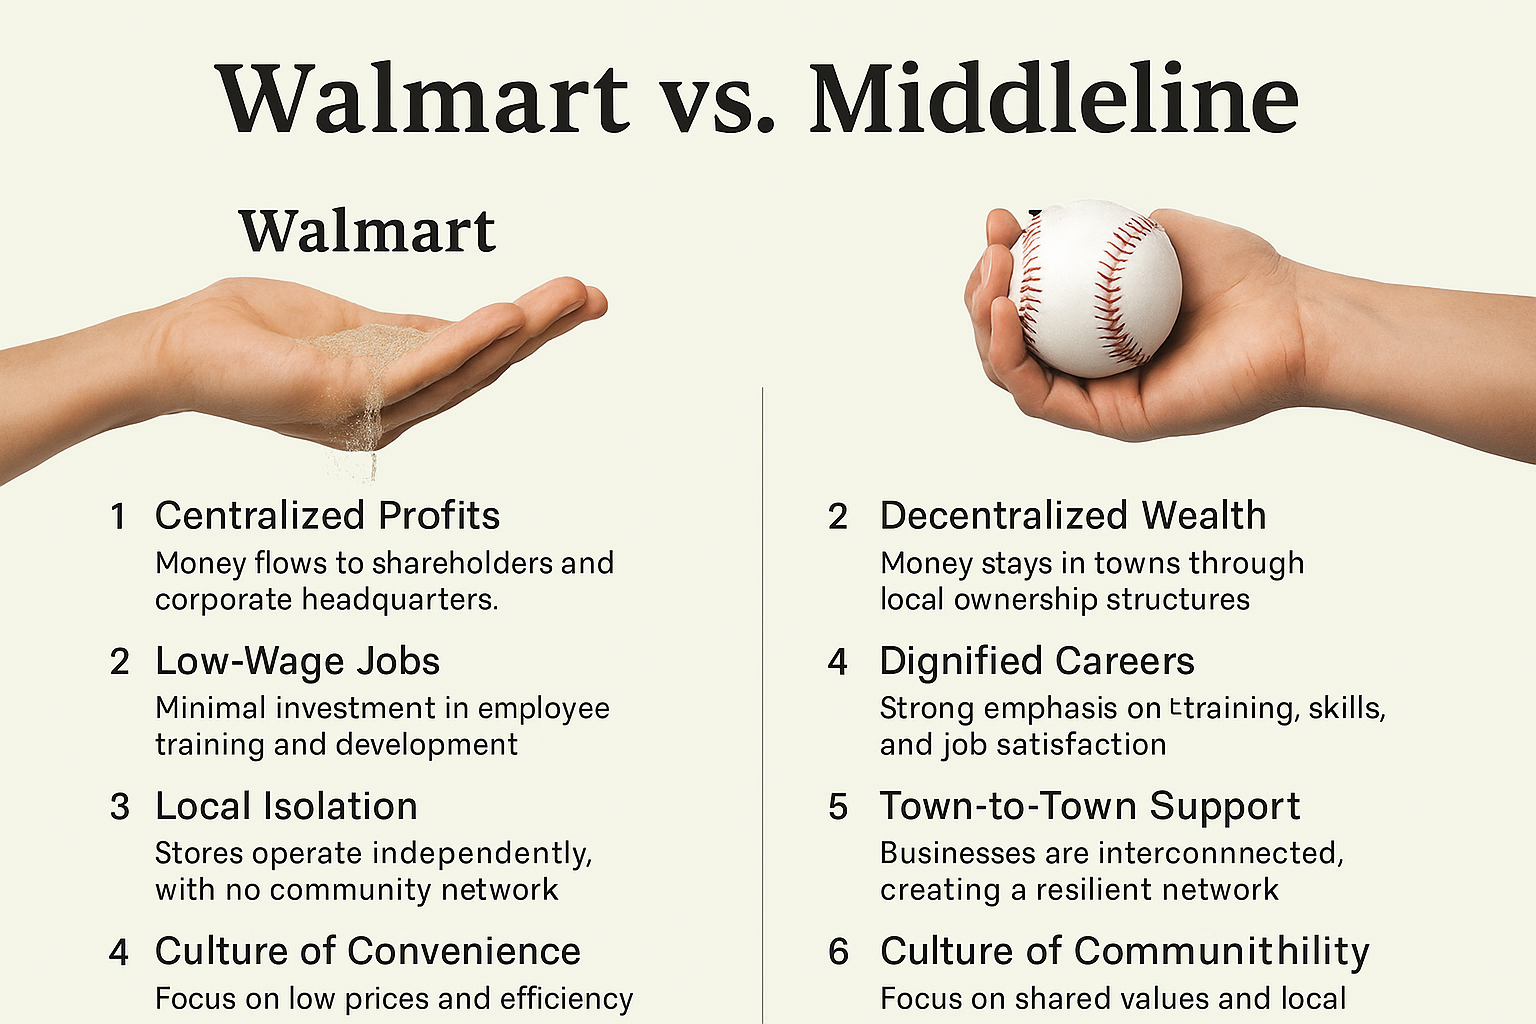 Walmart vs. Middleline
Walmart
1 Centralized Profits
Money flows to shareholders and
corporate headquarters.
2 Low-Wage Jobs
Minimal investment in employee
training and development
3 Local Isolation
Stores operate independently,
with no community network
4 Culture of Convenience
Focus on low prices and efficiency
2 Decentralized Wealth
Money stays in towns through
local ownership structures
4 Dignified Careers
Strong emphasis on ttraining, skills,
and job satisfaction
5 Town-to-Town Support
Businesses are interconnnected,
creating a resilient network
6 Culture of Communithility
Focus on shared values and local